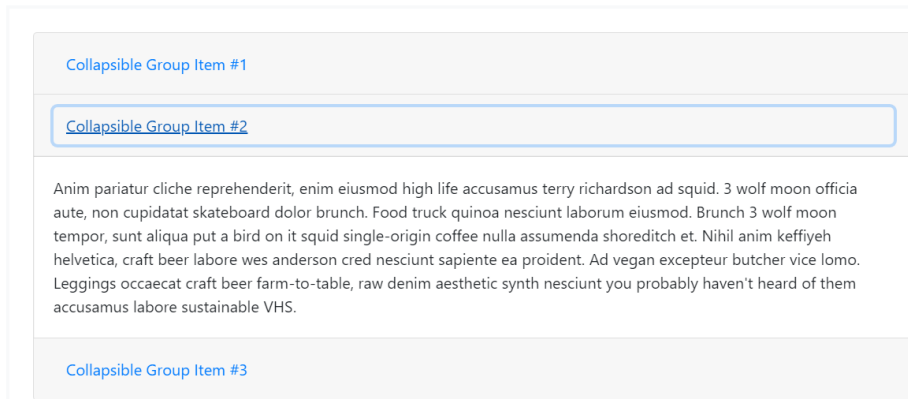 Collapsible Group Item #1
Collapsible Group Item #2
Anim pariatur cliche reprehenderit, enim eiusmod high life accusamus terry richardson ad squid. 3 wolf moon officia
aute, non cupidatat skateboard dolor brunch. Food truck quinoa nesciunt laborum eiusmod. Brunch 3 wolf moon
tempor, sunt aliqua put a bird on it squid single-origin coffee nulla assumenda shoreditch et. Nihil anim keffiyeh
helvetica, craft beer labore wes anderson cred nesciunt sapiente ea proident. Ad vegan excepteur butcher vice lomo.
Leggings occaecat craft beer farm-to-table, raw denim aesthetic synth nesciunt you probably haven't heard of them
accusamus labore sustainable VHS.
Collapsible Group Item #3